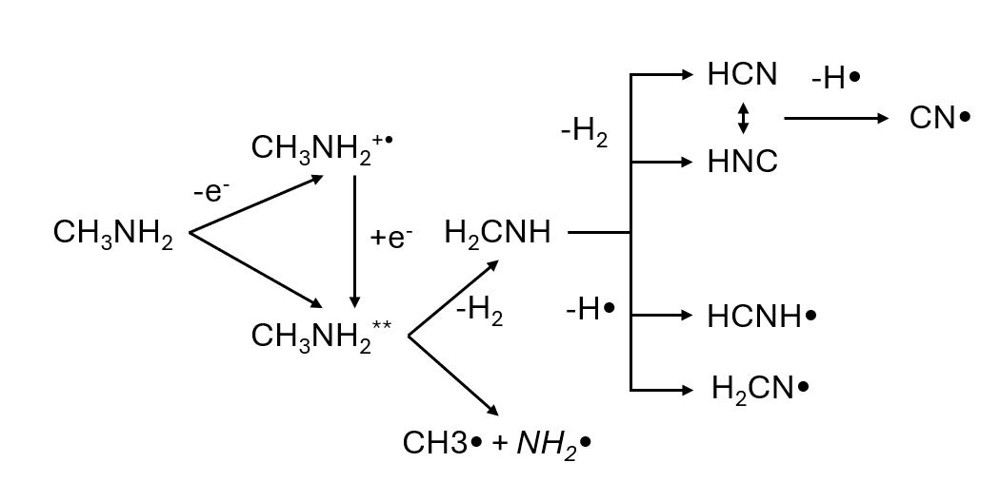 HCN
-H•
CN•
-H₂
CH₃NH₂⁺•
HNC
-e⁻
CH₃NH₂
+e⁻
H₂CNH
-H₂
-H•
HCNH•
CH₃NH₂**
H₂CN•
CH3• + NH₂•